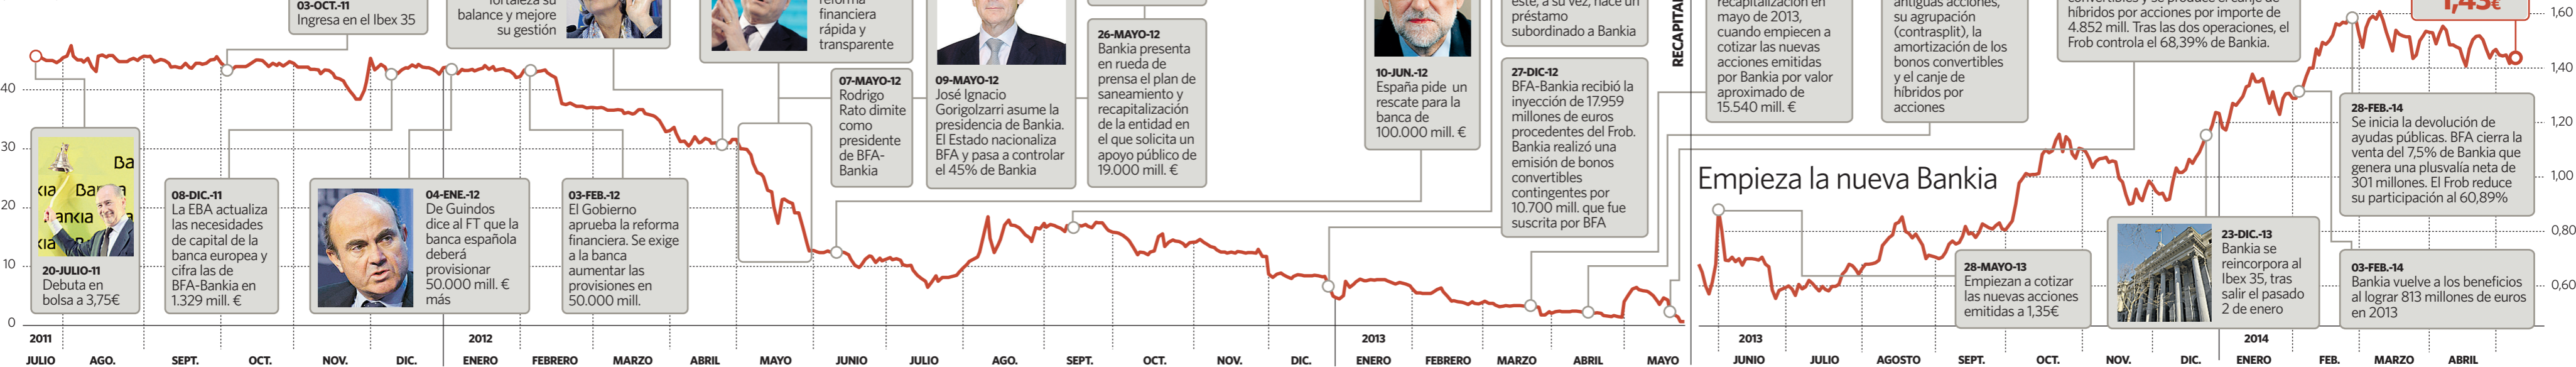 03-OCT.-11
Ingresa en el Ibex 35
fortaleza su
balance y mejore
su gestión
reforma
financiera
rápida y
transparente
07-MAYO-12
Rodrigo
Rato dimite
como
presidente
de BFA-
Bankia
09-MAYO-12
José Ignacio
Gorigolzarri asume la
presidencia de Bankia.
El Estado nacionaliza
BFA y pasa a controlar
el 45% de Bankia
26-MAYO-12
Bankia presenta
en rueda de
prensa el plan de
saneamiento y
recapitalización
de la entidad en
el que solicita un
apoyo público de
19.000 mill. €
10-JUN.-12
España pide un
rescate para la
banca de
100.000 mill. €
este, a su vez, hace un
préstamo
subordinado a Bankia
27-DIC-12
BFA-Bankia recibió la
inyección de 17.959
millones de euros
procedentes del Frob.
Bankia realizó una
emisión de bonos
convertibles
contingentes por
10.700 mill. que fue
suscrita por BFA
RECAPITAL
recapitalización en
mayo de 2013,
cuando empiecen a
cotizar las nuevas
acciones emitidas
por Bankia por valor
aproximado de
15.540 mill. €
antiguas acciones,
su agrupación
(contrasplit), la
amortización de los
bonos convertibles
y el canje de
híbridos por
acciones
convertibles y se produce el canje de
híbridos por acciones por importe de
4.852 mill. Tras las dos operaciones, el
Frob controla el 68,39% de Bankia.
1,43€
20-JULIO-11
Debuta en
bolsa a 3,75€
08-DIC.-11
La EBA actualiza
las necesidades
de capital de la
banca europea y
cifra las de
BFA-Bankia en
1.329 mill. €
04-ENE.-12
De Guindos
dice al FT que la
banca española
deberá
provisionar
50.000 mill. €
más
03-FEB.-12
El Gobierno
aprueba la reforma
financiera. Se exige
a la banca
aumentar las
provisiones en
50.000 mill.
Empieza la nueva Bankia
28-MAYO-13
Empiezan a cotizar
las nuevas acciones
emitidas a 1,35€
23-DIC.-13
Bankia se
reincorpora al
Ibex 35, tras
salir el pasado
2 de enero
28-FEB.-14
Se inicia la devolución de
ayudas públicas. BFA cierra la
venta del 7,5% de Bankia que
genera una plusvalía neta de
301 millones. El Frob reduce
su participación al 60,89%
03-FEB.-14
Bankia vuelve a los beneficios
al lograr 813 millones de euros
en 2013
40
30
20
10
0
1,60
1,40
1,20
1,00
0,80
0,60
2011 2012 2013 2013 2014
JULIO AGO. SEPT. OCT. NOV. DIC. ENERO FEBRERO MARZO ABRIL MAYO JUNIO JULIO AGO. SEPT. OCT. NOV. DIC. ENERO FEBRERO MARZO ABRIL MAYO JUNIO JULIO AGOSTO SEPT. OCT. NOV. DIC. ENERO FEB. MARZO ABRIL